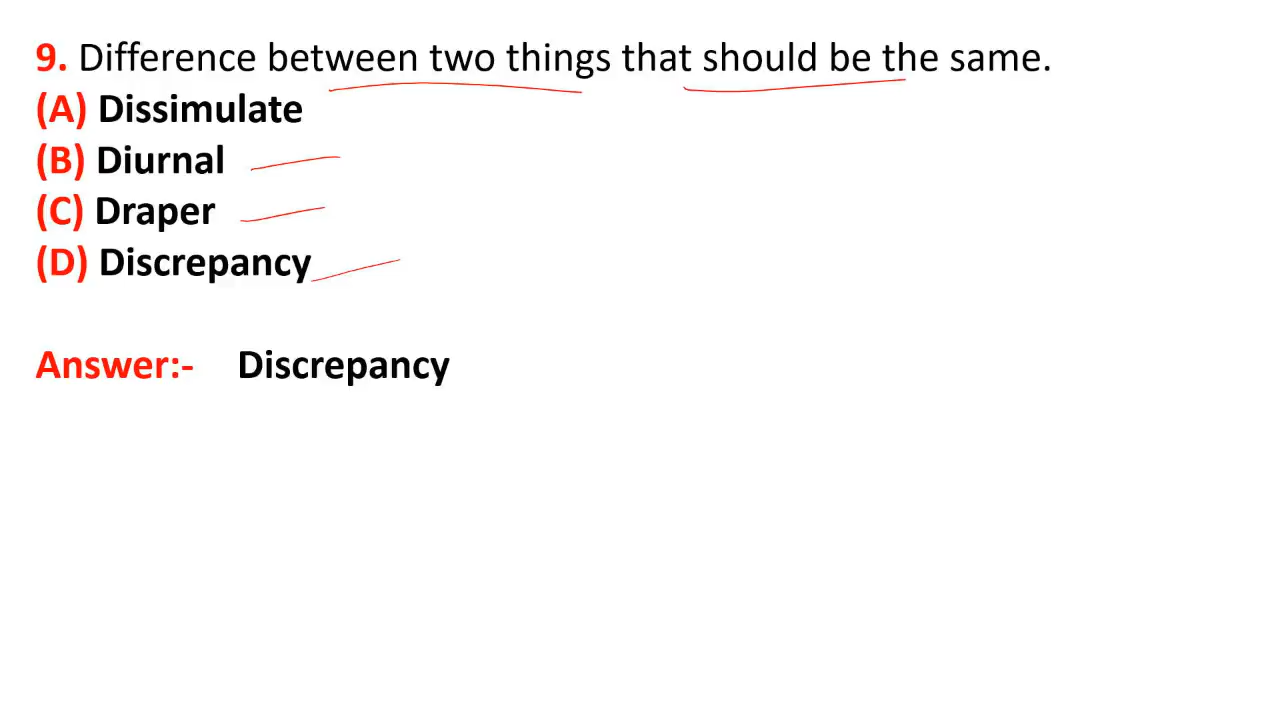 9. Difference between two things that should be the same.
(A) Dissimulate
(B) Diurnal
(C) Draper
(D) Discrepancy
Answer:- Discrepancy